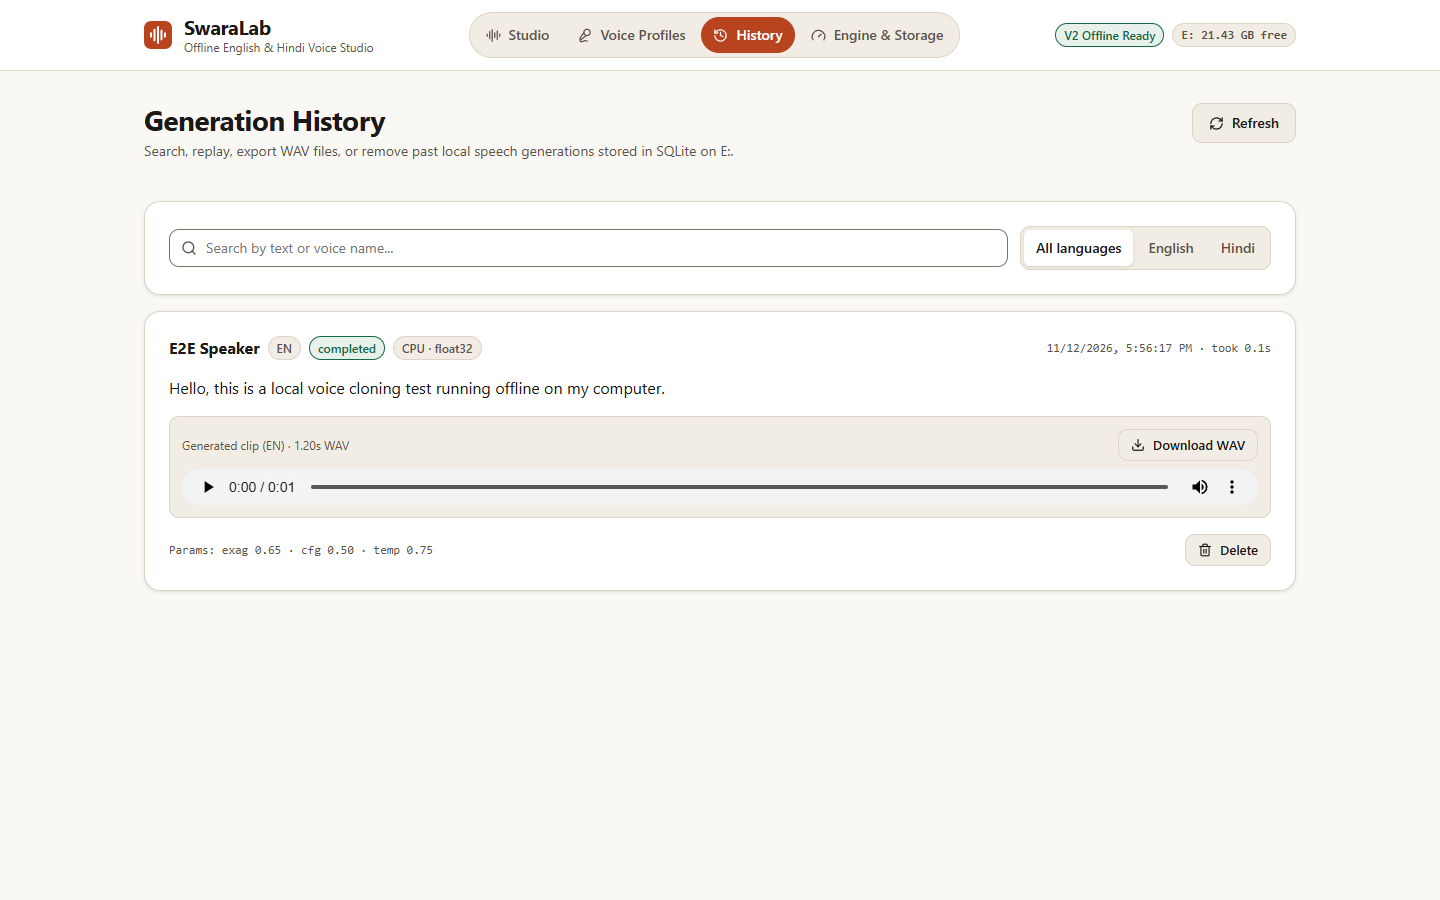 SwaraLab
Offline English & Hindi Voice Studio
Studio
Voice Profiles
History
Engine & Storage
V2 Offline Ready
E: 21.43 GB free
Generation History
Search, replay, export WAV files, or remove past local speech generations stored in SQLite on E:.
Refresh
Search by text or voice name...
All languages
English
Hindi
E2E Speaker
EN
completed
CPU · float32
11/12/2026, 5:56:17 PM · took 0.1s
Hello, this is a local voice cloning test running offline on my computer.
Generated clip (EN) · 1.20s WAV
Download WAV
0:00 / 0:01
Params: exag 0.65 · cfg 0.50 · temp 0.75
Delete